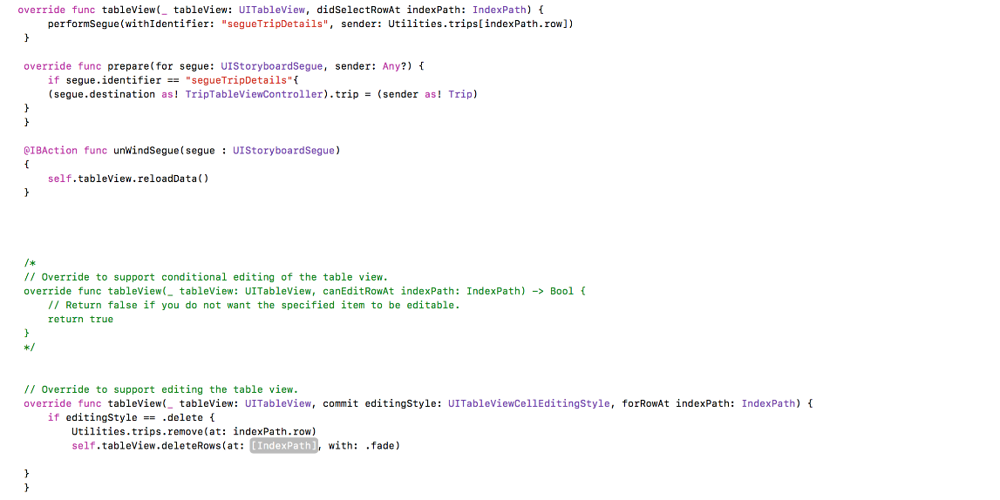 override func tableView(_ tableView: UITableView, didSelectRowAt indexPath: IndexPath) {
performSegue(withIdentifier: "segueTripDetails", sender: Utilities.trips[indexPath.row])
}
override func prepare(for segue: UIStoryboardSegue, sender: Any?) {
if segue.identifier == "segueTripDetails"{
(segue.destination as! TripTableViewController).trip = (sender as! Trip)
}
}
@IBAction func unWindSegue(segue : UIStoryboardSegue)
{
self.tableView.reloadData()
}
/*
// Override to support conditional editing of the table view.
override func tableView(_ tableView: UITableView, canEditRowAt indexPath: IndexPath) -> Bool {
// Return false if you do not want the specified item to be editable.
return true
}
*/
// Override to support editing the table view.
override func tableView(_ tableView: UITableView, commit editingStyle: UITableViewCellEditingStyle, forRowAt indexPath: IndexPath) {
if editingStyle == .delete {
Utilities.trips.remove(at: indexPath.row)
self.tableView.deleteRows(at: [IndexPath], with: .fade)
}
}